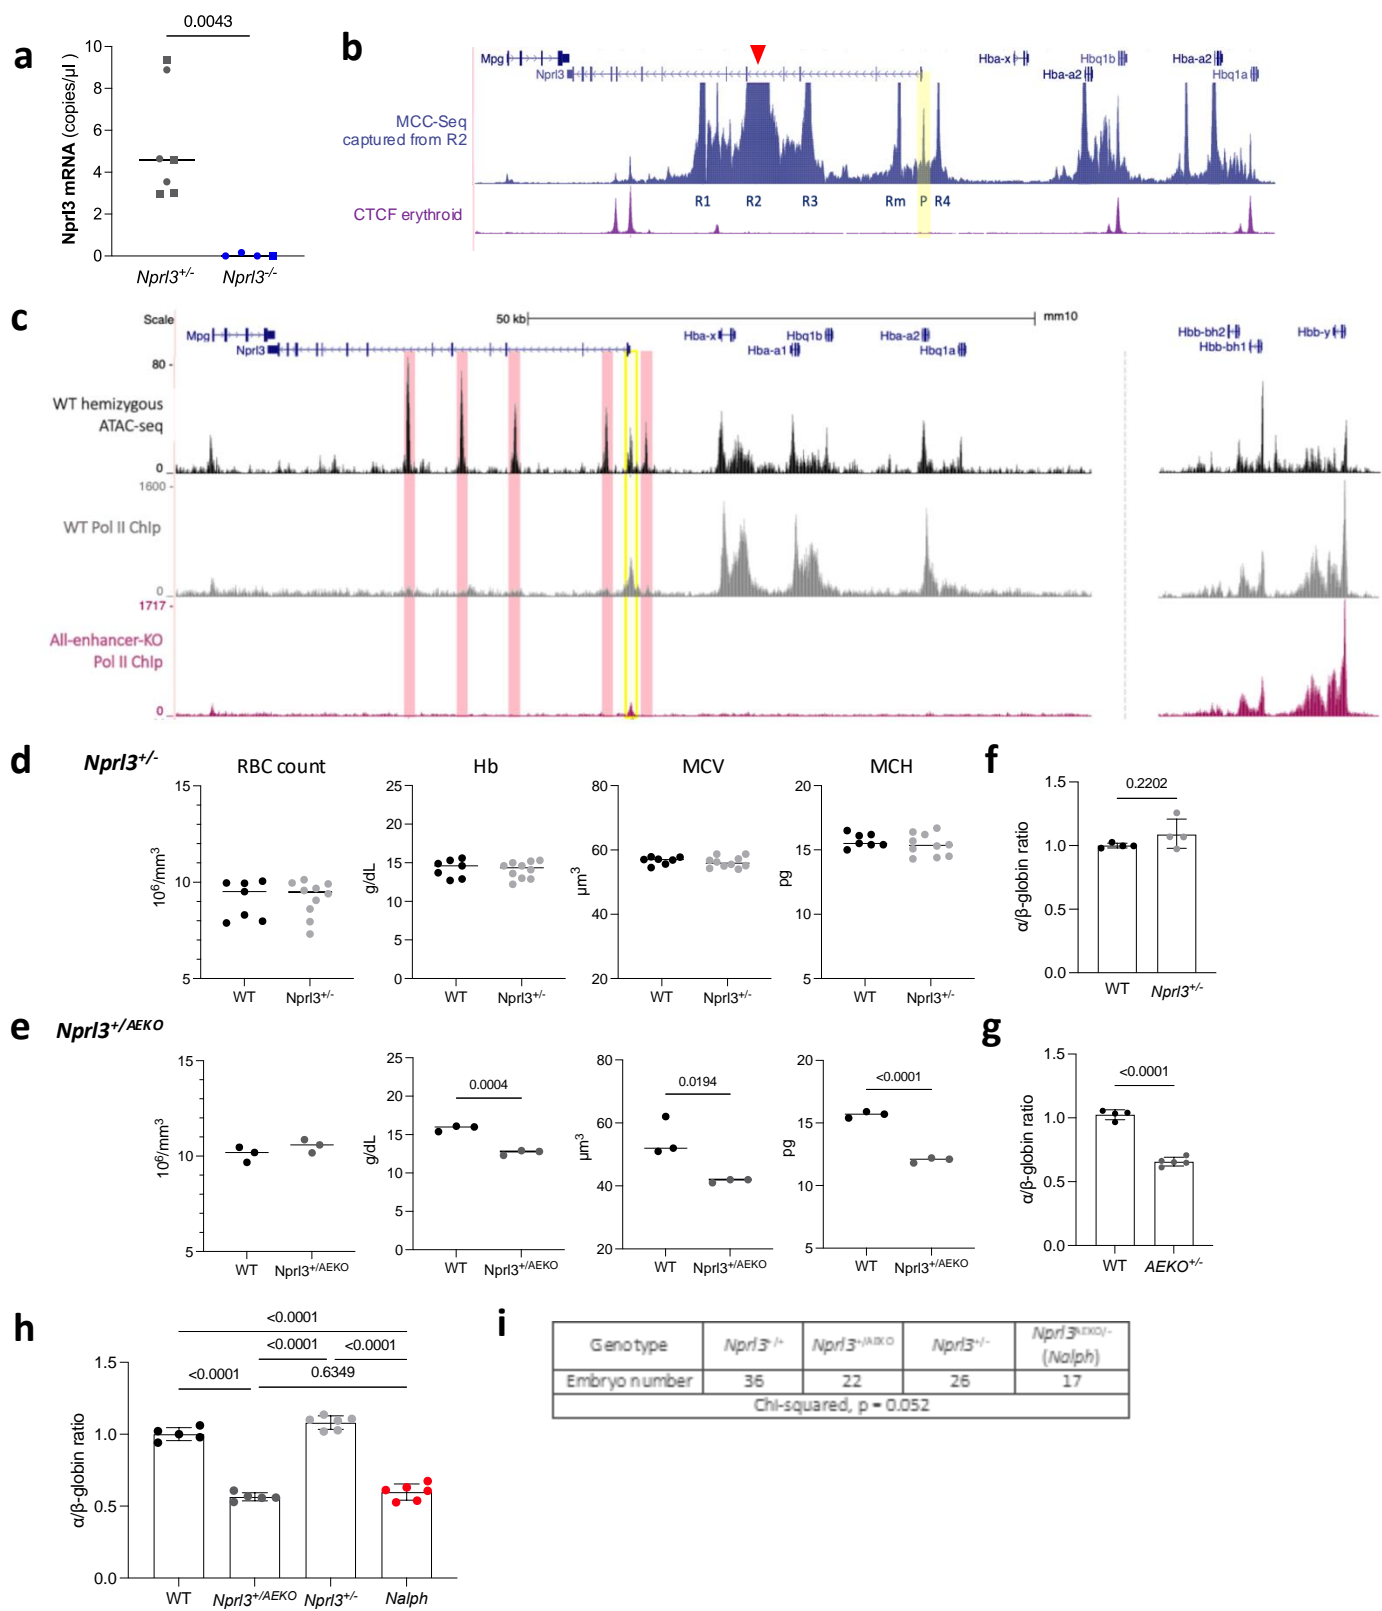 a
0.0043
Nprl3 mRNA (copies/µl)
10
8
6
4
2
0
Nprl3+/-
Nprl3-/-
b
Mpg
Nprl3
Hba-x
Hba-a2
Hbq1b
Hba-a2
Hbq1a
MCC-Seq
captured from R2
R1 R2 R3 Rm P R4
CTCF erythroid
c
Scale
50 kb
mm10
Mpg
Nprl3
Hba-x
Hba-a1
Hbq1b
Hba-a2
Hbq1a
Hbb-bh2
Hbb-bh1
Hbb-y
80
WT hemizygous
ATAC-seq
0
1600
WT Pol II ChIp
0
1717
All-enhancer-KO
Pol II ChIp
0
d
Nprl3+/-
RBC count
15
10
5
10⁶/mm³
WT Nprl3+/-
Hb
25
20
15
10
5
0
g/dL
WT Nprl3+/-
MCV
80
60
40
20
µm³
WT Nprl3+/-
MCH
20
15
10
5
pg
WT Nprl3+/-
f
1.5
1.0
0.5
0.0
α/β-globin ratio
0.2202
WT Nprl3+/-
e
Nprl3+/AEKO
15
10
5
10⁶/mm³
WT Nprl3+/AEKO
25
20
15
10
5
0
g/dL
0.0004
WT Nprl3+/AEKO
80
60
40
20
µm³
0.0194
WT Nprl3+/AEKO
20
15
10
5
pg
<0.0001
WT Nprl3+/AEKO
g
1.5
1.0
0.5
0.0
α/β-globin ratio
<0.0001
WT AEKO+/-
h
<0.0001
<0.0001 <0.0001
<0.0001
0.6349
1.5
1.0
0.5
0.0
α/β-globin ratio
WT Nprl3+/AEKO Nprl3+/- Nalph
i
Genotype Nprl3+/+ Nprl3+/AEKO Nprl3+/- Nprl3AEKO/- (Nalph)
Embryo number 36 22 26 17
Chi-squared, p = 0.052